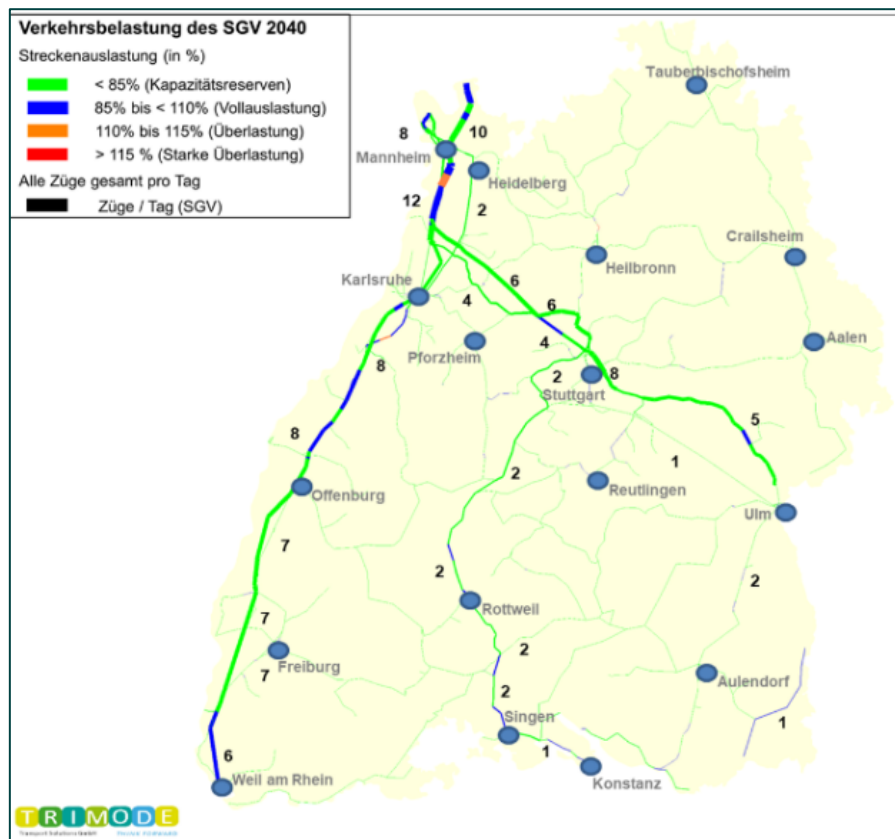 Verkehrsbelastung des SGV 2040
Streckenauslastung (in %)
< 85% (Kapazitätsreserven)
85% bis < 110% (Vollauslastung)
110% bis 115% (Überlastung)
> 115 % (Starke Überlastung)
Alle Züge gesamt pro Tag
Züge / Tag (SGV)
Tauberbischofsheim
8
10
Mannheim
Heidelberg
12
2
Crailsheim
Heilbronn
Karlsruhe
6
4
6
Aalen
4
Pforzheim
8
2
8
Stuttgart
5
8
1
2
Reutlingen
Offenburg
Ulm
7
2
2
Rottweil
7
2
Freiburg
7
Aulendorf
2
Singen
1
1
6
Weil am Rhein
Konstanz
TRIMODE
Transport Solutions GmbH